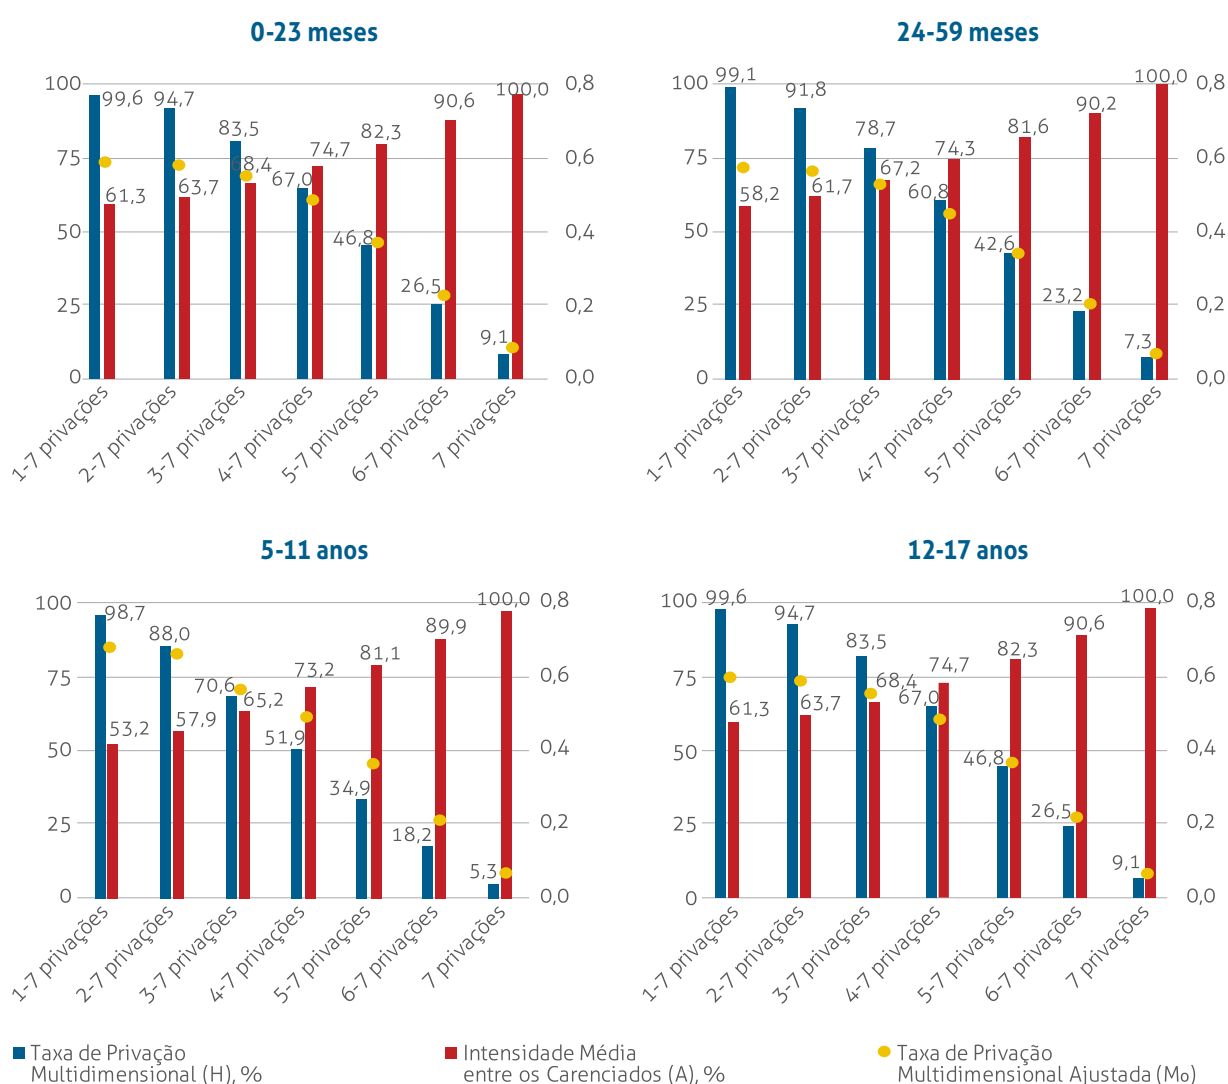 0-23 meses
100
75
50
25
0
0,8
0,6
0,4
0,2
0,0
99,6
94,7
83,5
67,0
46,8
26,5
9,1
61,3
63,7
68,4
74,7
82,3
90,6
100,0
1-7 privações
2-7 privações
3-7 privações
4-7 privações
5-7 privações
6-7 privações
7 privações
24-59 meses
100
75
50
25
0
0,8
0,6
0,4
0,2
0,0
99,1
91,8
78,7
60,8
42,6
23,2
7,3
58,2
61,7
67,2
74,3
81,6
90,2
100,0
1-7 privações
2-7 privações
3-7 privações
4-7 privações
5-7 privações
6-7 privações
7 privações
5-11 anos
100
75
50
25
0
0,8
0,6
0,4
0,2
0,0
98,7
88,0
70,6
51,9
34,9
18,2
5,3
53,2
57,9
65,2
73,2
81,1
89,9
100,0
1-7 privações
2-7 privações
3-7 privações
4-7 privações
5-7 privações
6-7 privações
7 privações
12-17 anos
100
75
50
25
0
0,8
0,6
0,4
0,2
0,0
99,6
94,7
83,5
67,0
46,8
26,5
9,1
61,3
63,7
68,4
74,7
82,3
90,6
100,0
1-7 privações
2-7 privações
3-7 privações
4-7 privações
5-7 privações
6-7 privações
7 privações
Taxa de Privação
Multidimensional (H), %
Intensidade Média
entre os Carenciados (A), %
Taxa de Privação
Multidimensional Ajustada (Mo)